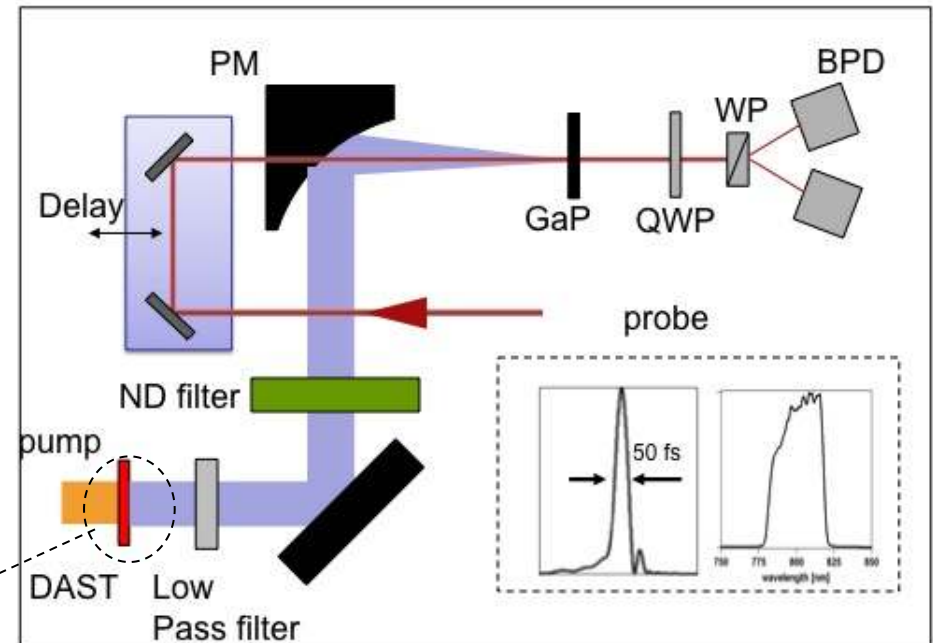 PM
BPD
WP
Delay
GaP
QWP
probe
ND filter
pump
50 fs
DAST
Low
Pass filter
750 775 800 825 850
wavelength [nm]